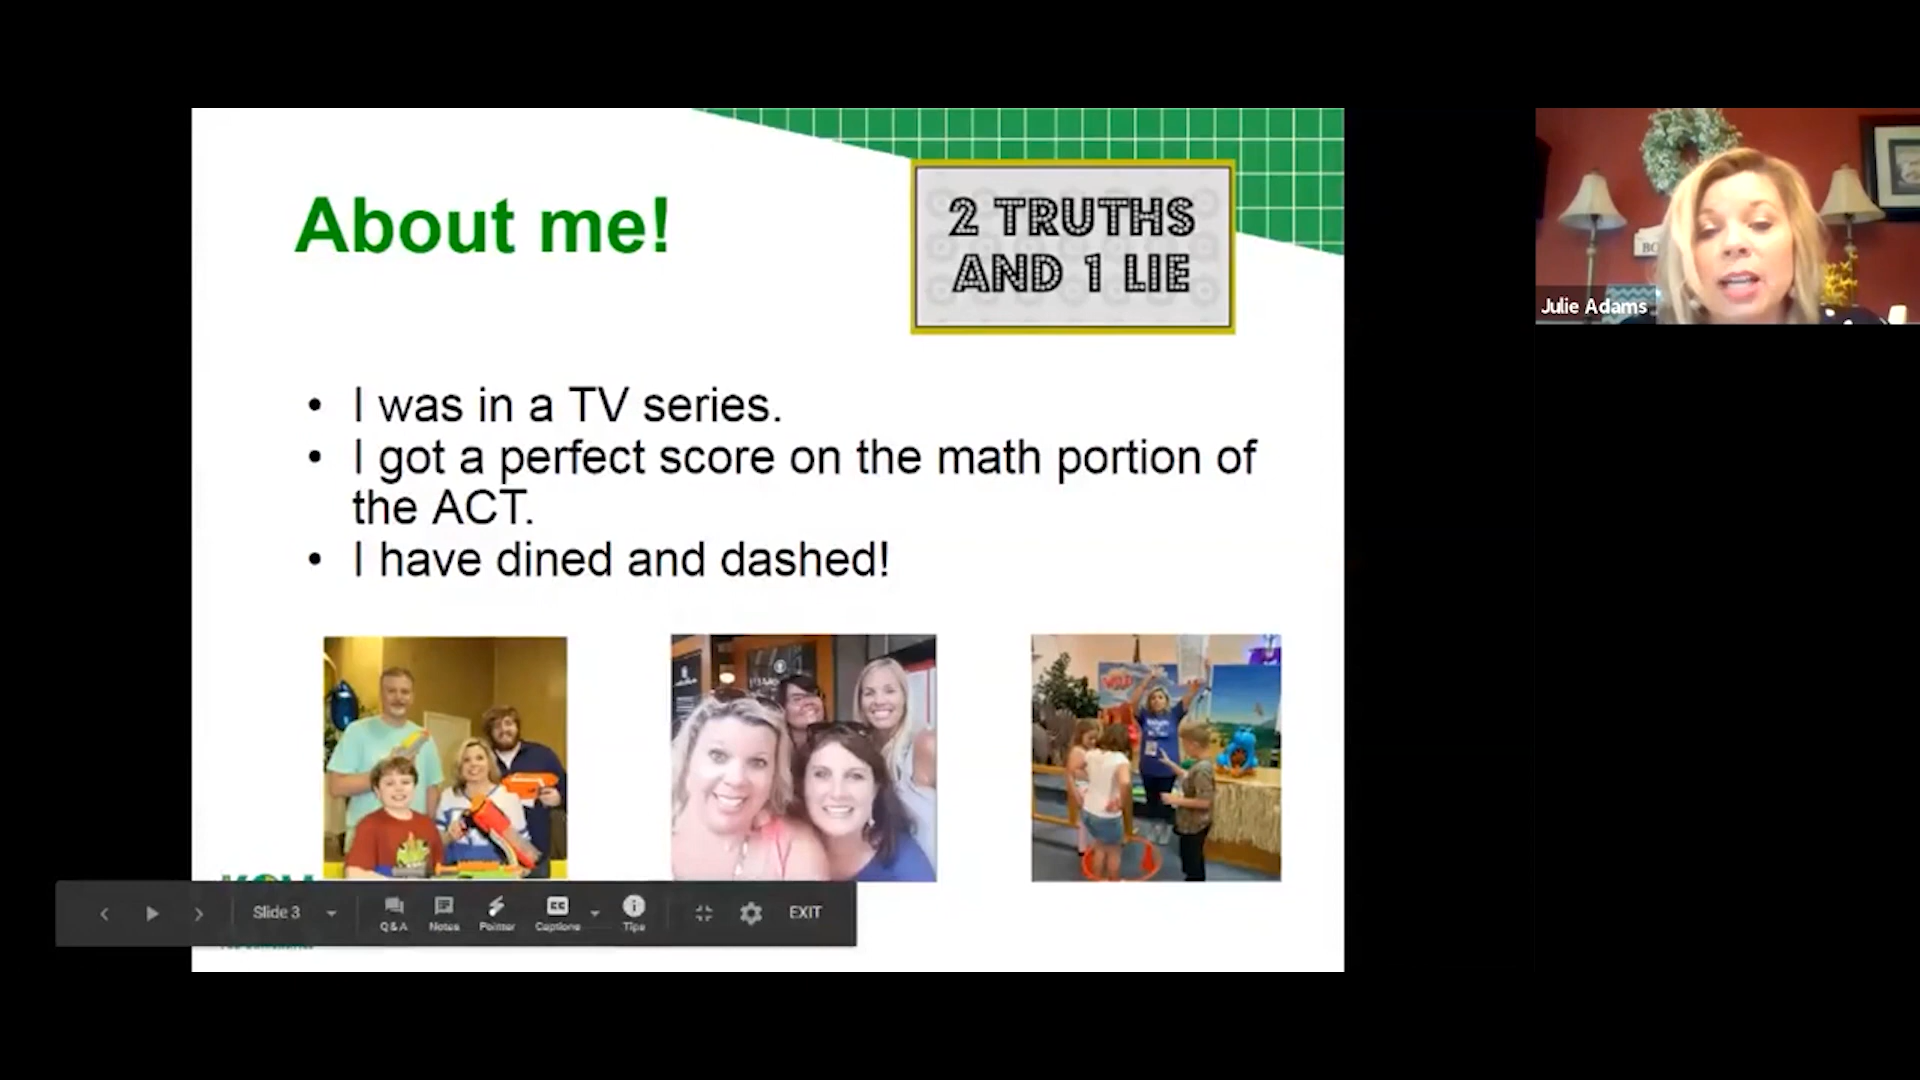 About me!
2 TRUTHS
AND 1 LIE
• I was in a TV series.
• I got a perfect score on the math portion of
the ACT.
• I have dined and dashed!
Julie Adams
Slide 3
Q&A
Notes
Pointer
Captions
Tips
EXIT